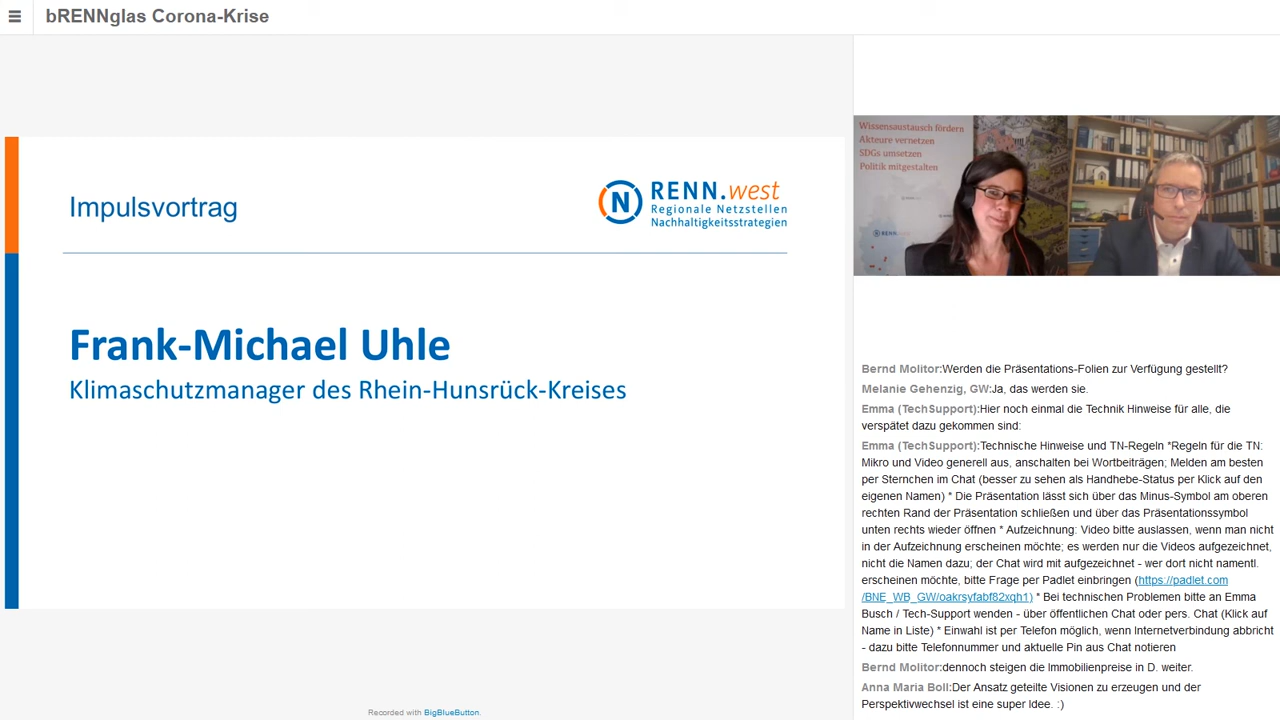 bRENNglas Corona-Krise
Impulsvortrag
N
RENN.west
Regionale Netzstellen
Nachhaltigkeitsstrategien
Frank-Michael Uhle
Klimaschutzmanager des Rhein-Hunsrück-Kreises
Wissensaustausch fördern
Akteure vernetzen
SDGs umsetzen
Politik mitgestalten
Bernd Molitor:Werden die Präsentations-Folien zur Verfügung gestellt?
Melanie Gehenzig, GW:Ja, das werden sie.
Emma (TechSupport):Hier noch einmal die Technik Hinweise für alle, die
verspätet dazu gekommen sind:
Emma (TechSupport):Technische Hinweise und TN-Regeln *Regeln für die TN:
Mikro und Video generell aus, anschalten bei Wortbeiträgen; Melden am besten
per Sternchen im Chat (besser zu sehen als Handhebe-Status per Klick auf den
eigenen Namen) * Die Präsentation lässt sich über das Minus-Symbol am oberen
rechten Rand der Präsentation schließen und über das Präsentationssymbol
unten rechts wieder öffnen * Aufzeichnung: Video bitte auslassen, wenn man nicht
in der Aufzeichnung erscheinen möchte; es werden nur die Videos aufgezeichnet,
nicht die Namen dazu; der Chat wird mit aufgezeichnet - wer dort nicht namentl.
erscheinen möchte, bitte Frage per Padlet einbringen (https://padlet.com
/BNE_WB_GW/oakrsyfabf82xqh1) * Bei technischen Problemen bitte an Emma
Busch / Tech-Support wenden - über öffentlichen Chat oder pers. Chat (Klick auf
Name in Liste) * Einwahl ist per Telefon möglich, wenn Internetverbindung abbricht
- dazu bitte Telefonnummer und aktuelle Pin aus Chat notieren
Bernd Molitor:dennoch steigen die Immobilienpreise in D. weiter.
Anna Maria Boll:Der Ansatz geteilte Visionen zu erzeugen und der
Perspektivwechsel ist eine super Idee. :)
Recorded with BigBlueButton.